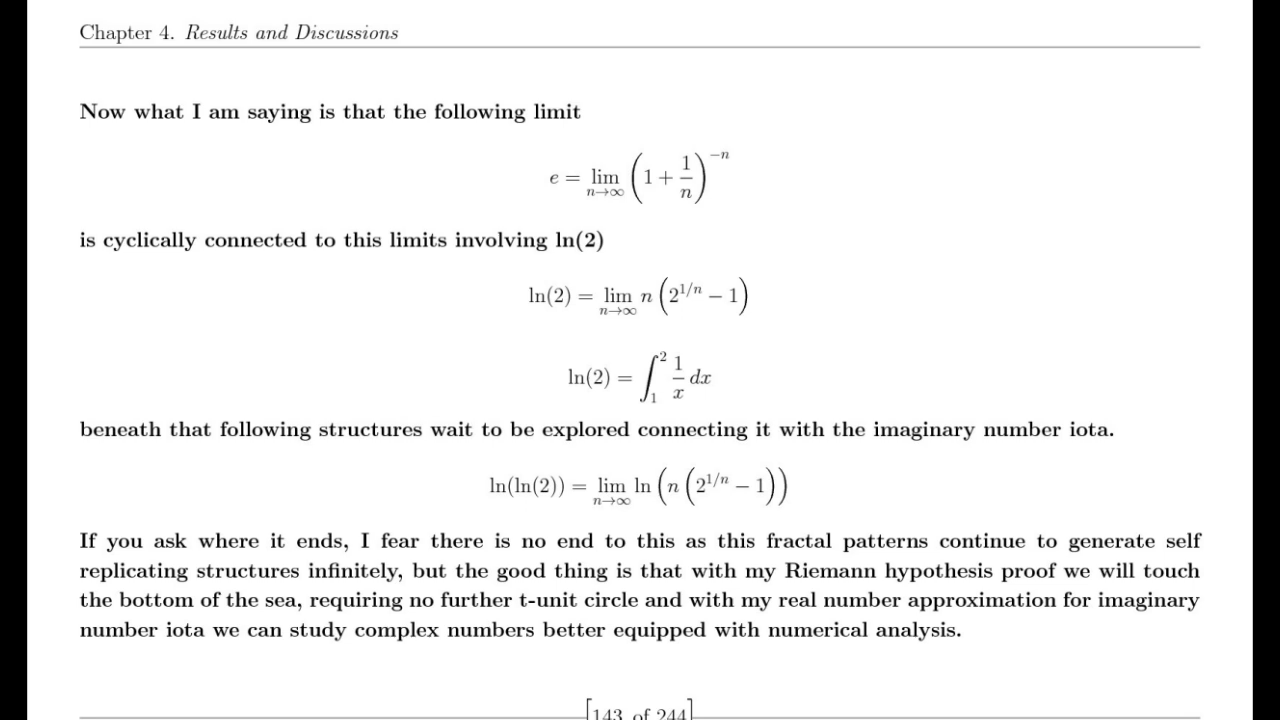 Chapter 4. Results and Discussions
Now what I am saying is that the following limit
e = lim n→∞ (1 + 1/n)^−n
is cyclically connected to this limits involving ln(2)
ln(2) = lim n→∞ n (2^1/n − 1)
ln(2) = ∫₁² 1/x dx
beneath that following structures wait to be explored connecting it with the imaginary number iota.
ln(ln(2)) = lim n→∞ ln (n (2^1/n − 1))
If you ask where it ends, I fear there is no end to this as this fractal patterns continue to generate self
replicating structures infinitely, but the good thing is that with my Riemann hypothesis proof we will touch
the bottom of the sea, requiring no further t-unit circle and with my real number approximation for imaginary
number iota we can study complex numbers better equipped with numerical analysis.
[143 of 244]